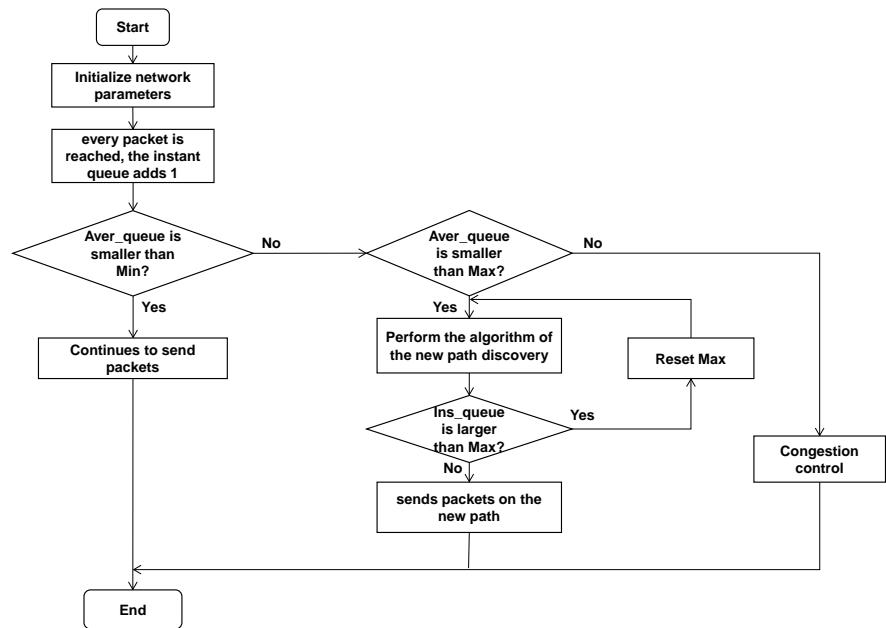 Start
Initialize network
parameters
every packet is
reached, the instant
queue adds 1
Aver_queue is
smaller than
Min?
No
Aver_queue
is smaller
than Max?
No
Yes
Yes
Continues to send
packets
Perform the algorithm of
the new path discovery
Reset Max
Ins_queue
is larger
than Max?
Yes
No
Congestion
control
sends packets on the
new path
End